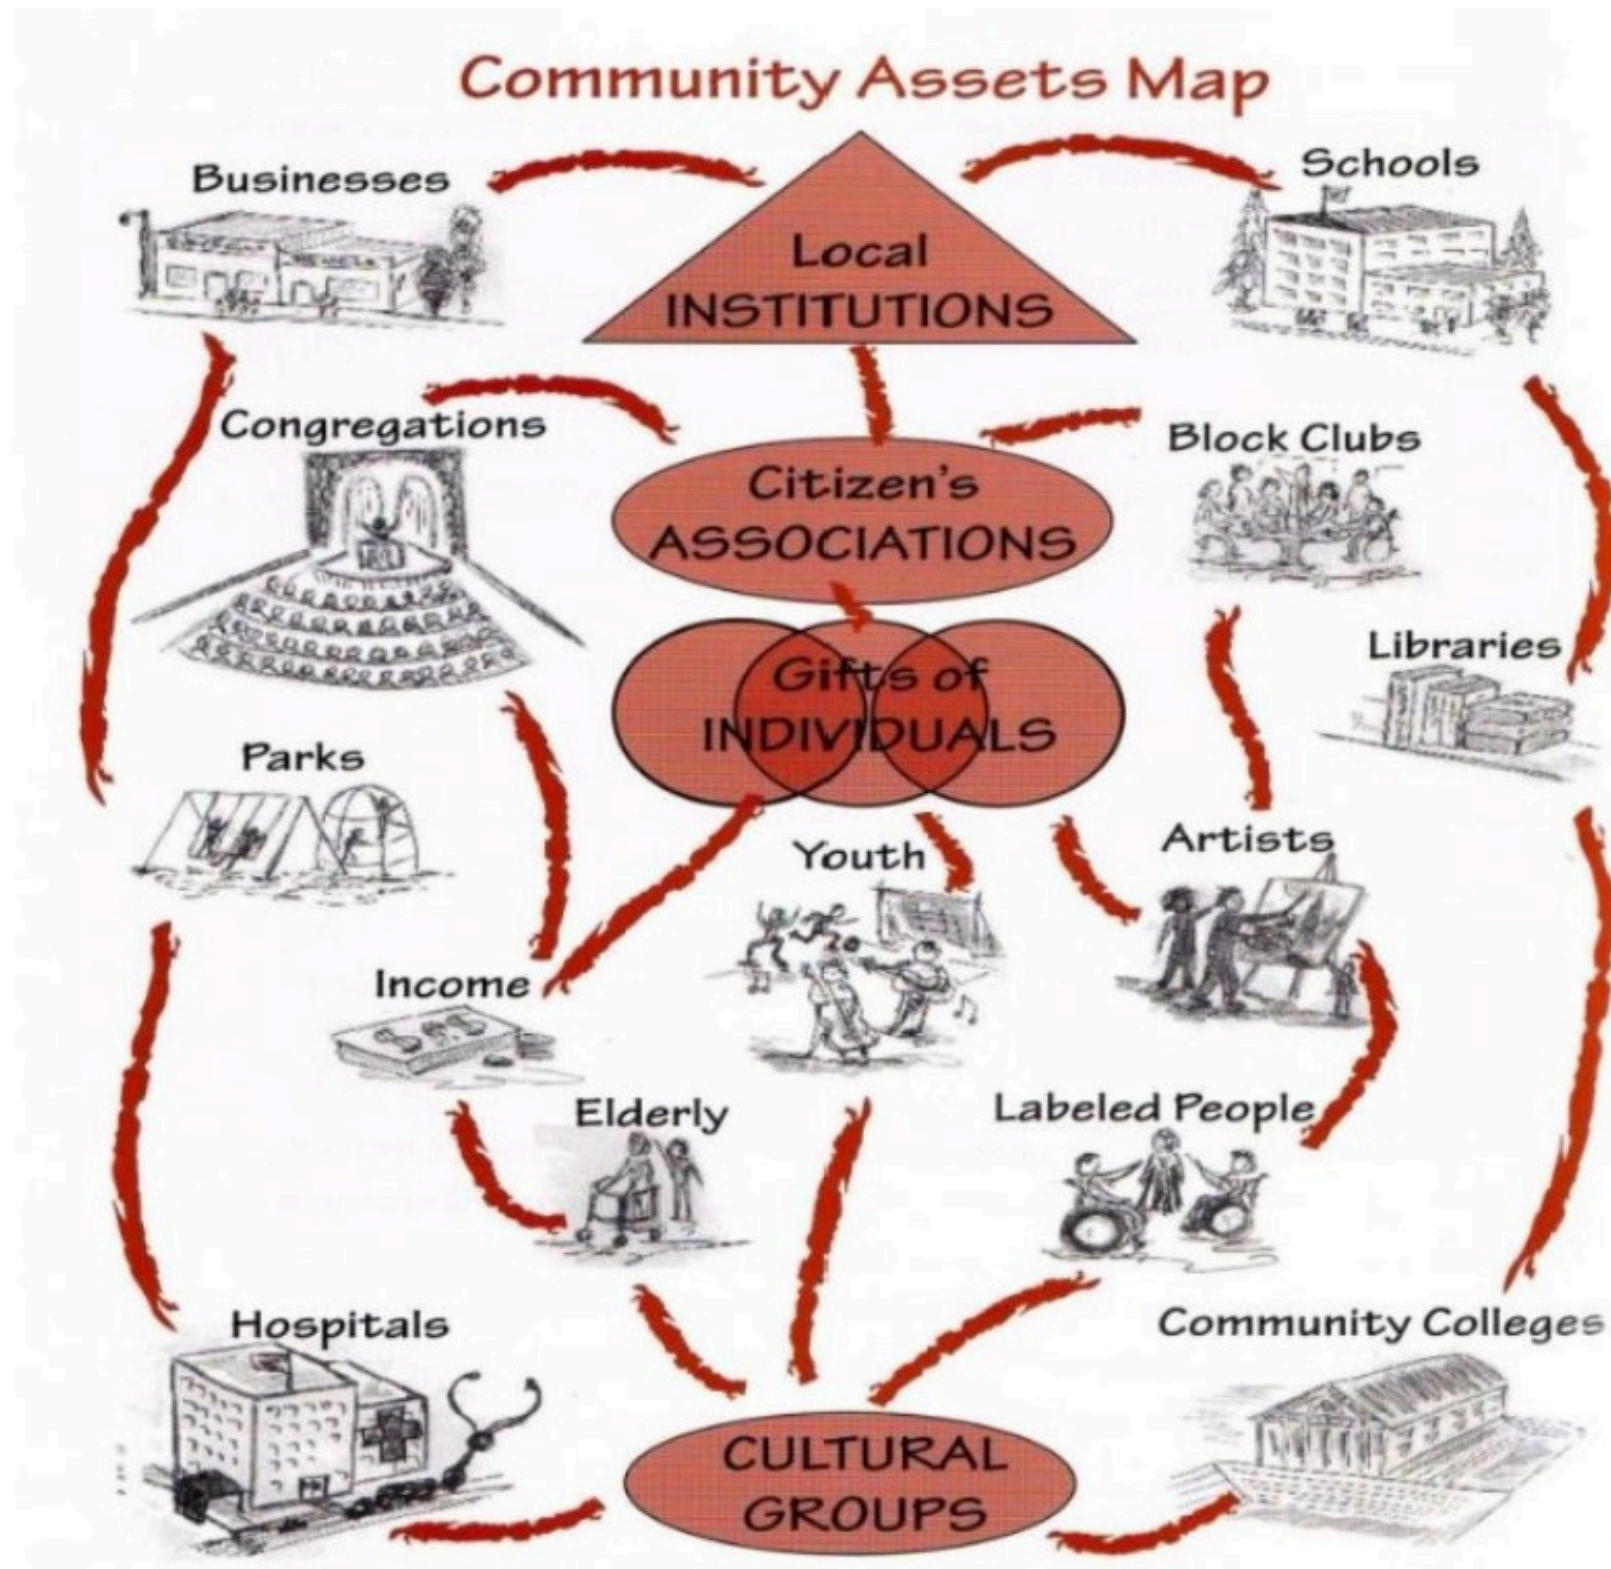 Community Assets Map
Businesses
Schools
Local
INSTITUTIONS
Congregations
Block Clubs
Citizen's
ASSOCIATIONS
Libraries
Gifts of
INDIVIDUALS
Parks
Youth
Artists
Income
Elderly
Labeled People
Hospitals
Community Colleges
CULTURAL
GROUPS